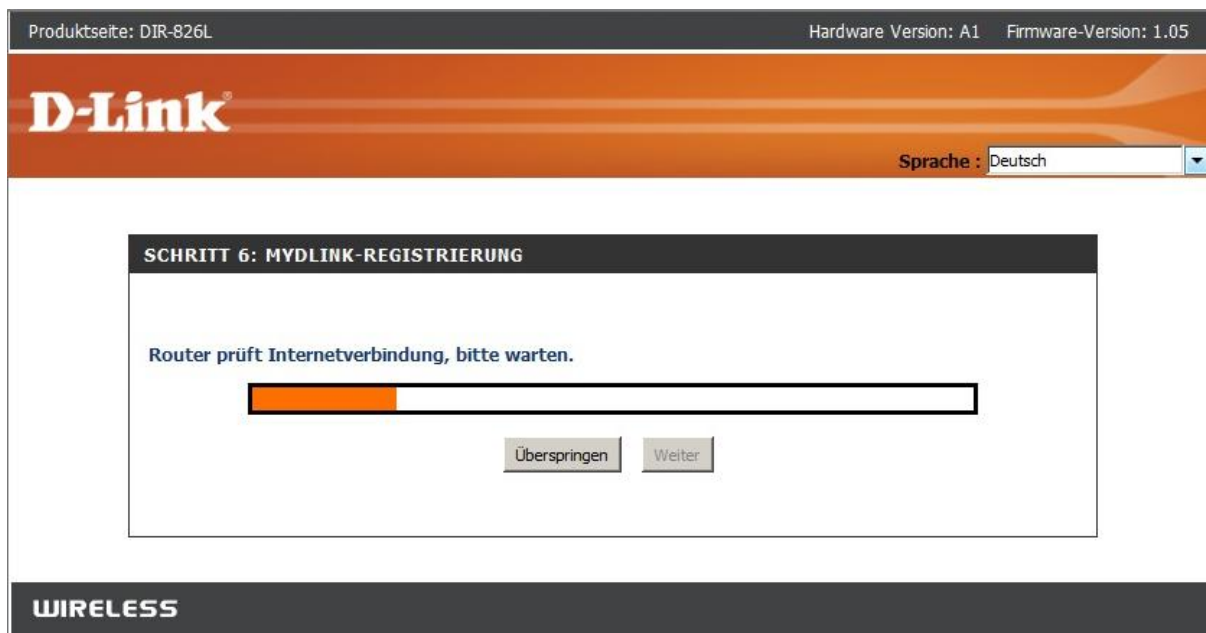 Produktseite: DIR-826L Hardware Version: A1 Firmware-Version: 1.05
D-Link®
Sprache : Deutsch
SCHRITT 6: MYDLINK-REGISTRIERUNG
Router prüft Internetverbindung, bitte warten.
Überspringen Weiter
WIRELESS